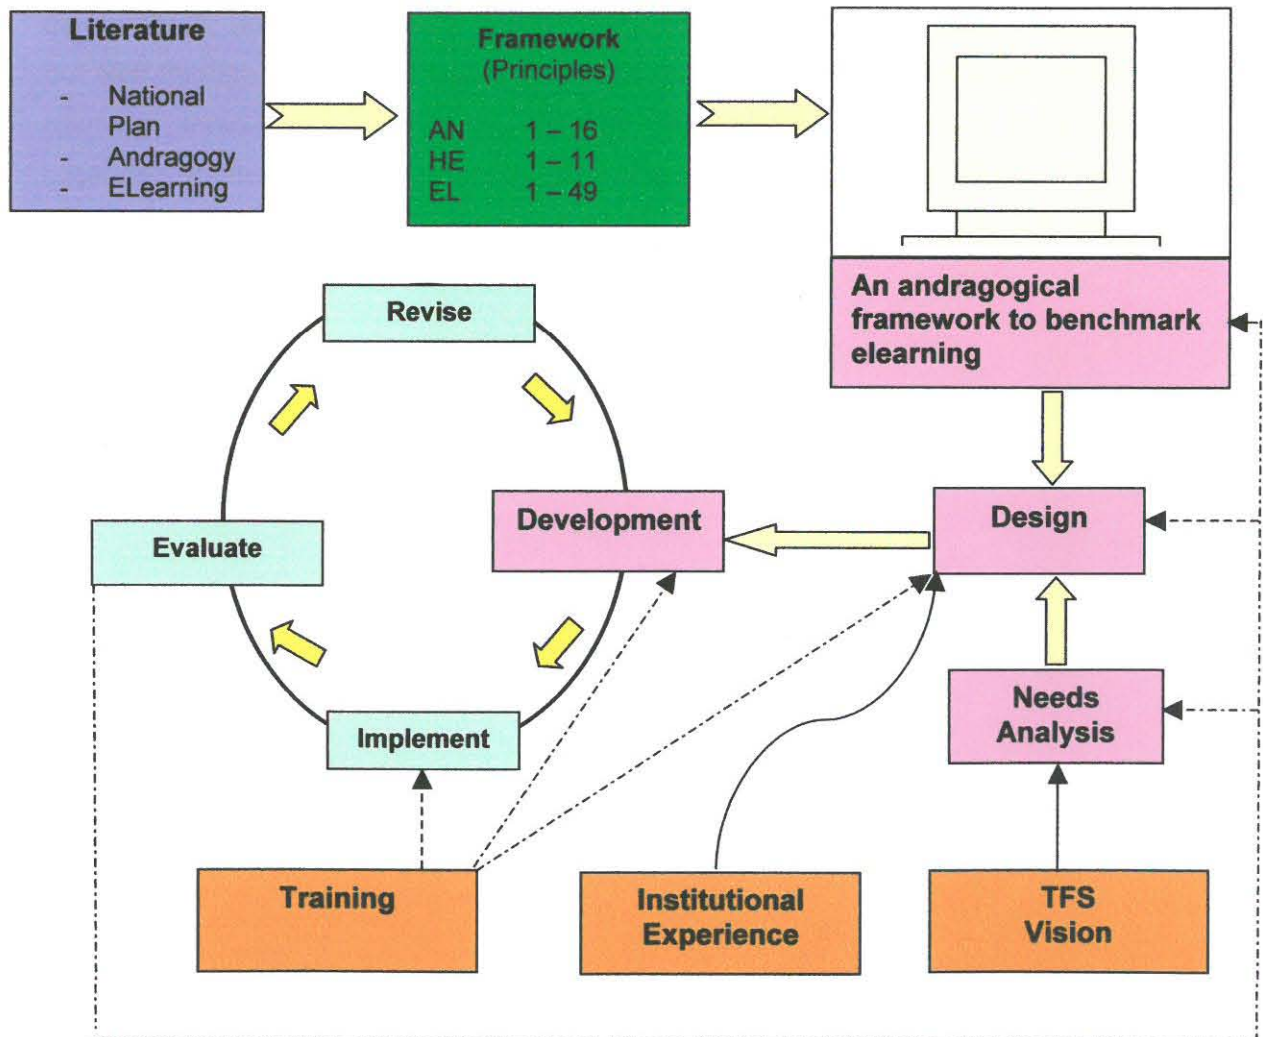 Literature
- National
Plan
- Andragogy
- ELearning
Framework
(Principles)
AN 1 – 16
HE 1 – 11
EL 1 – 49
An andragogical
framework to benchmark
elearning
Revise
Development
Design
Evaluate
Needs
Analysis
Implement
Training
Institutional
Experience
TFS
Vision